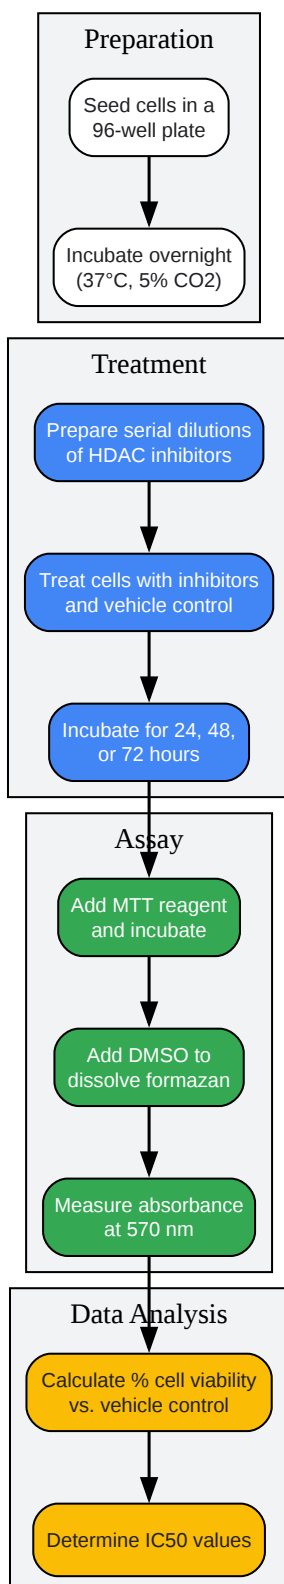 Preparation
Seed cells in a
96-well plate
Incubate overnight
(37°C, 5% CO2)
Treatment
Prepare serial dilutions
of HDAC inhibitors
Treat cells with inhibitors
and vehicle control
Incubate for 24, 48,
or 72 hours
Assay
Add MTT reagent
and incubate
Add DMSO to
dissolve formazan
Measure absorbance
at 570 nm
Data Analysis
Calculate % cell viability
vs. vehicle control
Determine IC50 values